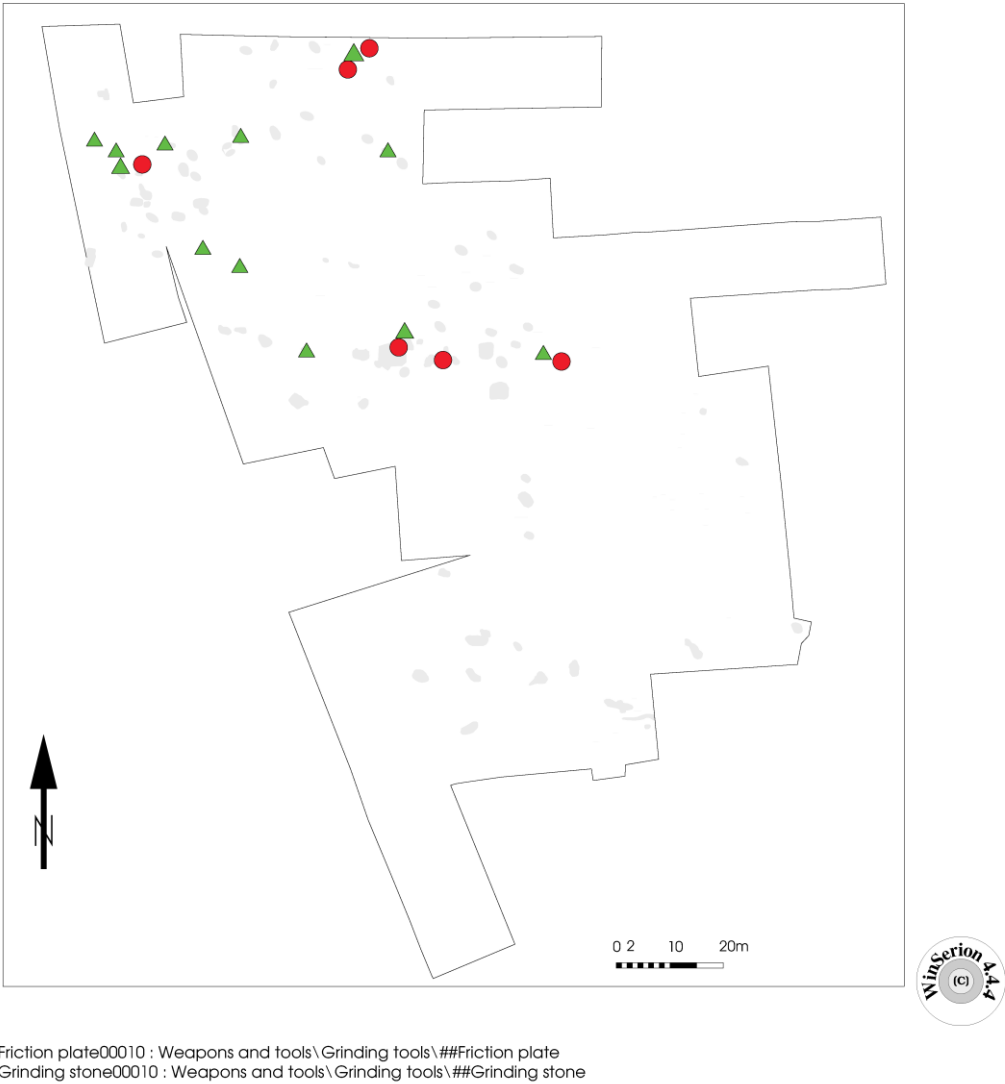 N
0 2 10 20m
WinSerion 4.4.4
(C)
Friction plate00010 : Weapons and tools\Grinding tools\##Friction plate
Grinding stone00010 : Weapons and tools\Grinding tools\##Grinding stone